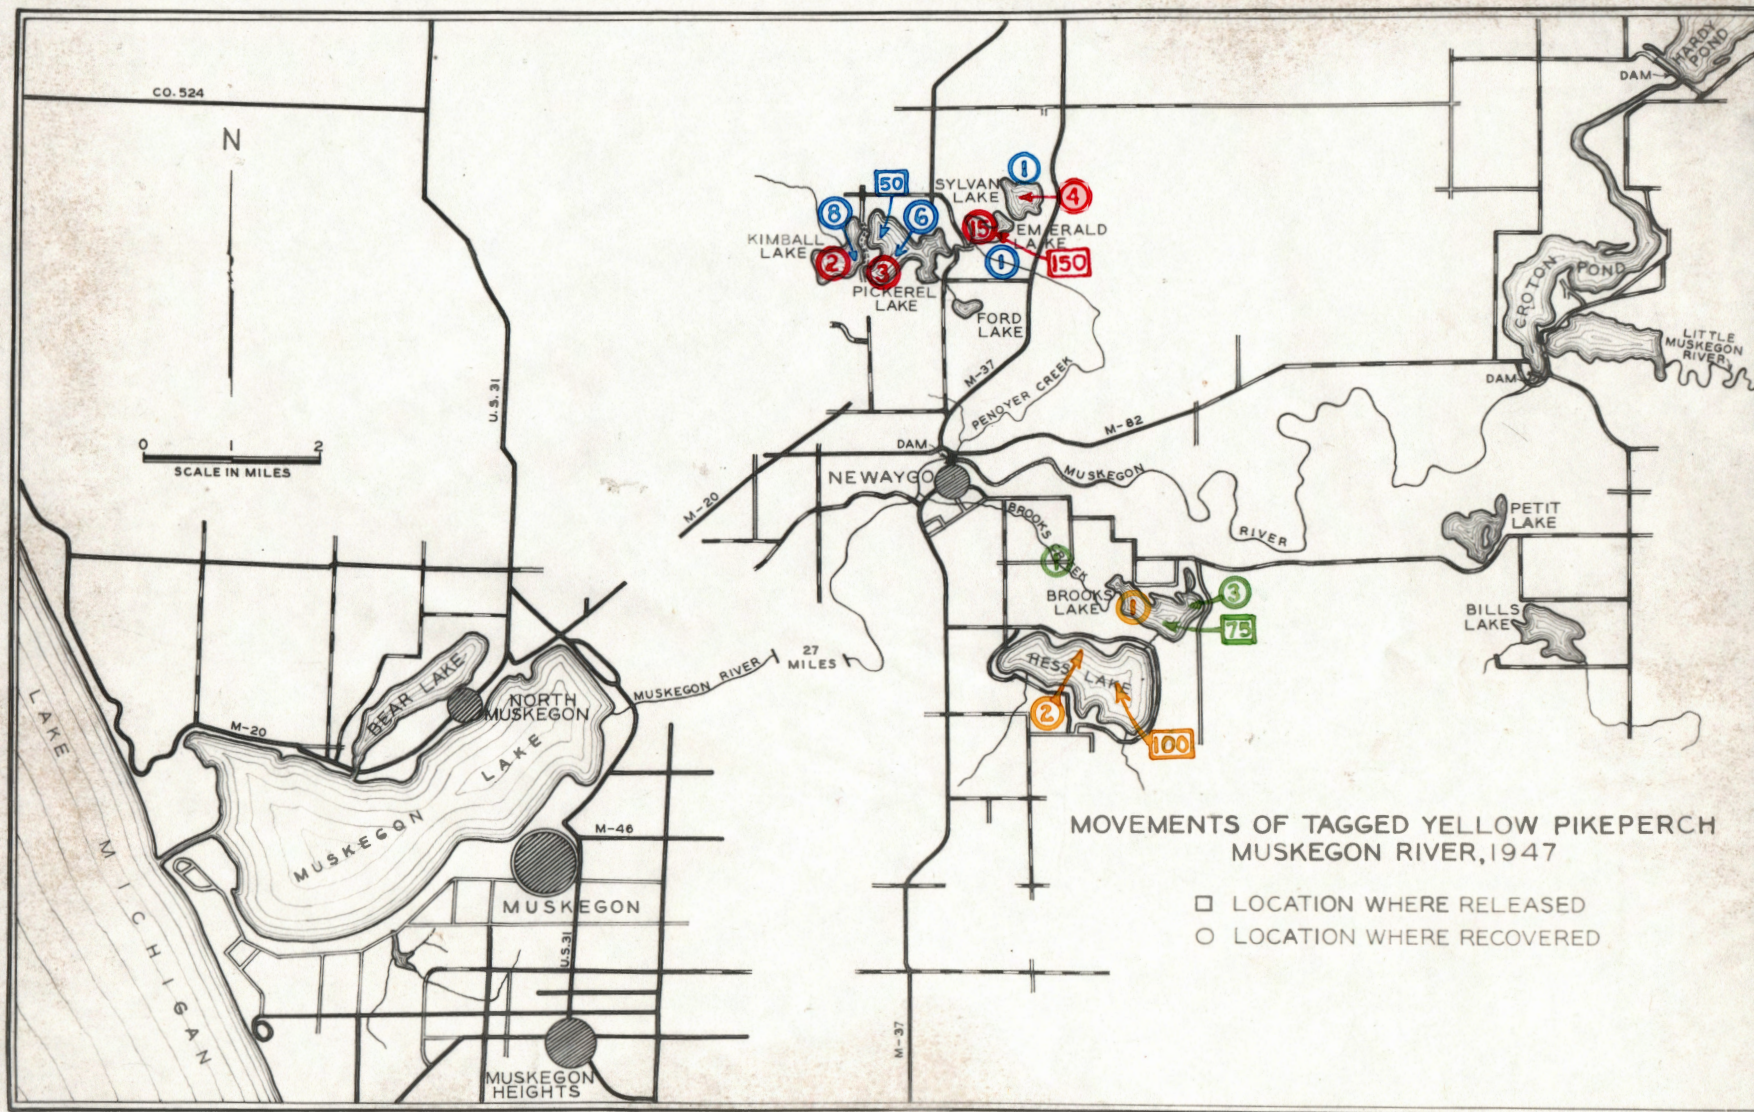 HARDY
POND
DAM
CO. 524
N
50
1
SYLVAN
LAKE
4
8
6
15
EMERALD
LAKE
KIMBALL
LAKE
2
3
1
150
PICKEREL
LAKE
FORD
LAKE
CROTON
POND
LITTLE
MUSKEGON
RIVER
DAM
U.S. 31
M-37
PENOYER CREEK
M-82
0 1 2
SCALE IN MILES
DAM
NEWAYGO
MUSKEGON
RIVER
M-20
BROOKS
CREEK
PETIT
LAKE
BROOKS
LAKE
1
3
75
BILLS
LAKE
HESS LAKE
2
100
27
MILES
MUSKEGON RIVER
BEAR LAKE
NORTH
MUSKEGON
M-20
MUSKEGON LAKE
LAKE MICHIGAN
M-46
MUSKEGON
U.S. 31
MUSKEGON
HEIGHTS
M-37
MOVEMENTS OF TAGGED YELLOW PIKEPERCH
MUSKEGON RIVER, 1947
LOCATION WHERE RELEASED
LOCATION WHERE RECOVERED